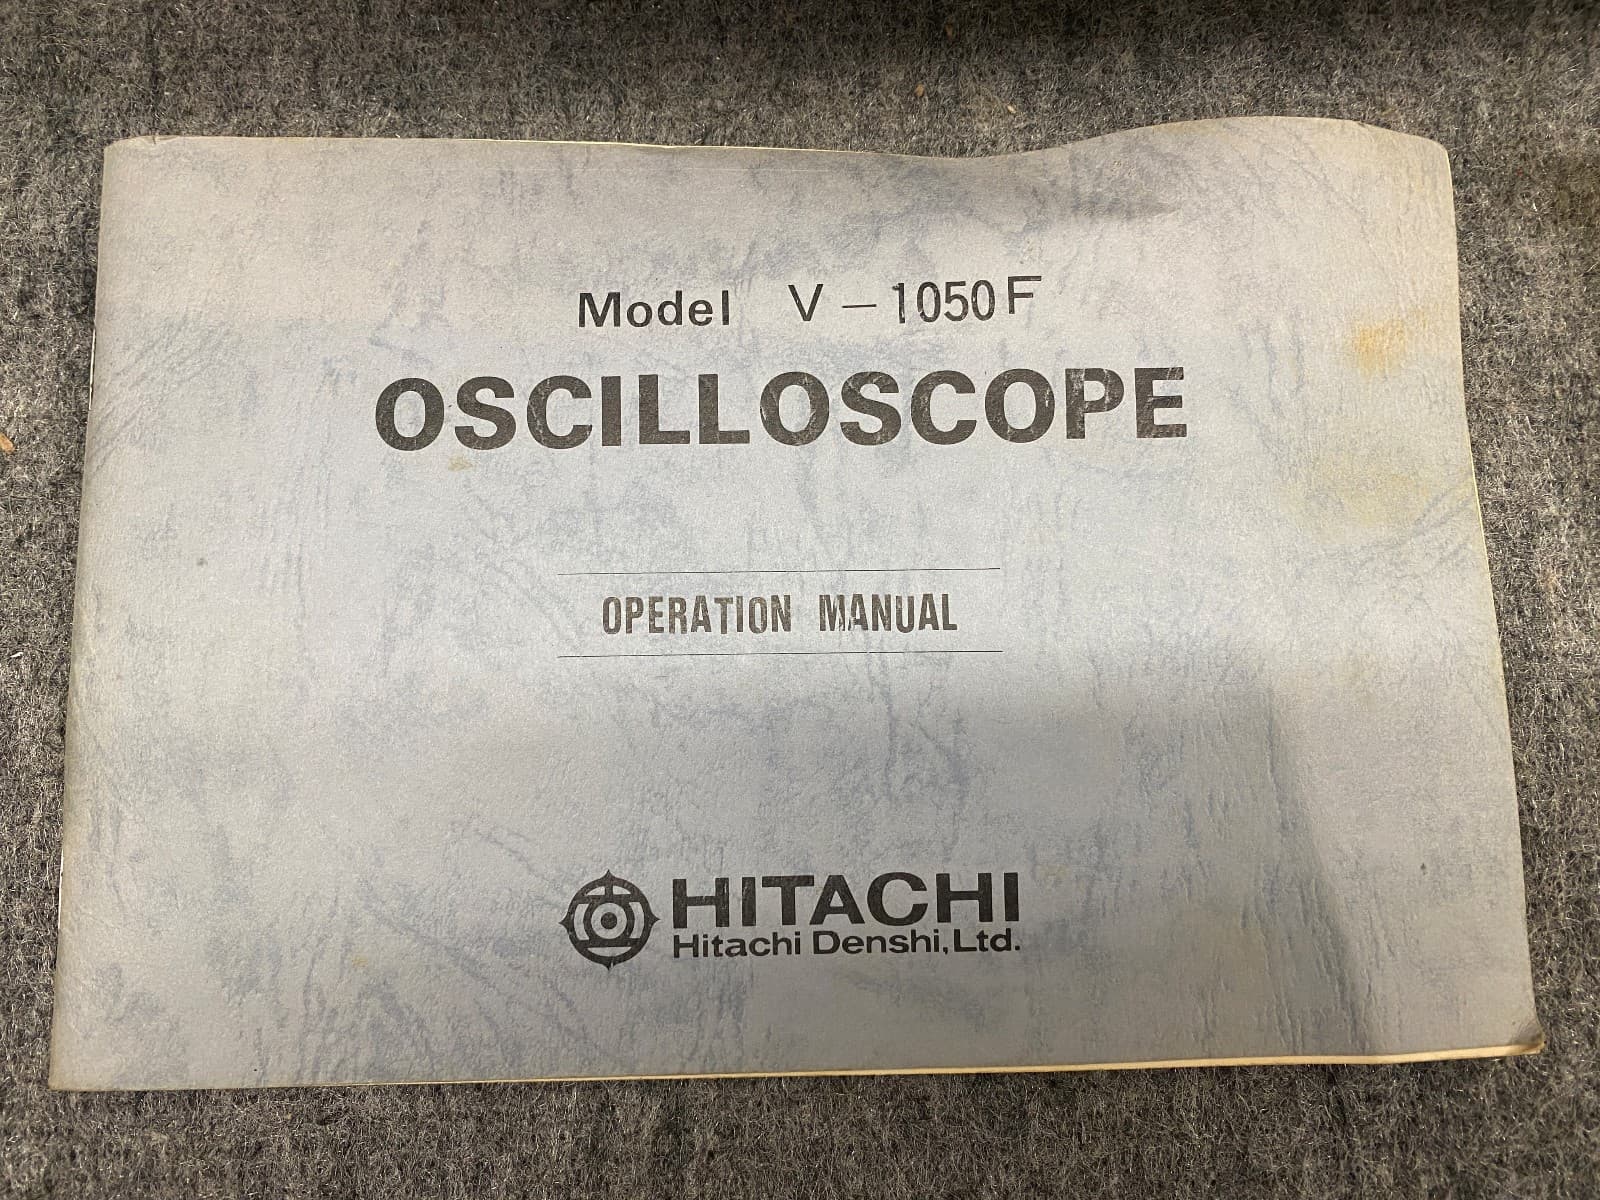 Model V-1050F
OSCILLOSCOPE
OPERATION MANUAL
HITACHI
Hitachi Denshi, Ltd.